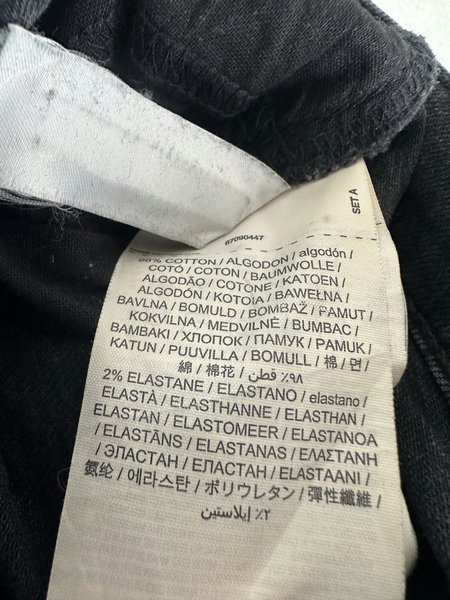 SET A
67090447
98% COTTON / ALGODON / algodón /
COTÓ / COTON / BAUMWOLLE /
ALGODÃO / COTONE / KATOEN /
ALGODÓN / KOTOIA / BAWEŁNA /
BAVLNA / BOMULD / BOMBAŽ / PAMUT /
KOKVILNA / MEDVILNĖ / BUMBAC /
BAMBAKI / ХЛОПОК / ПАМУК / PAMUK /
KATUN / PUUVILLA / BOMULL / 棉 / 면 /
綿 / 棉花 / ٩٨٪ قطن
2% ELASTANE / ELASTANO / elastano /
ELASTÀ / ELASTHANNE / ELASTHAN /
ELASTAN / ELASTOMEER / ELASTANOA
/ ELASTĀNS / ELASTANAS / ΕΛΑΣΤΑΝΗ
/ ЭЛАСТАН / ЕЛАСТАН / ELASTAANI /
氨纶 / 에라스탄 / ポリウレタン / 彈性纖維 /
٢٪ إيلاستين